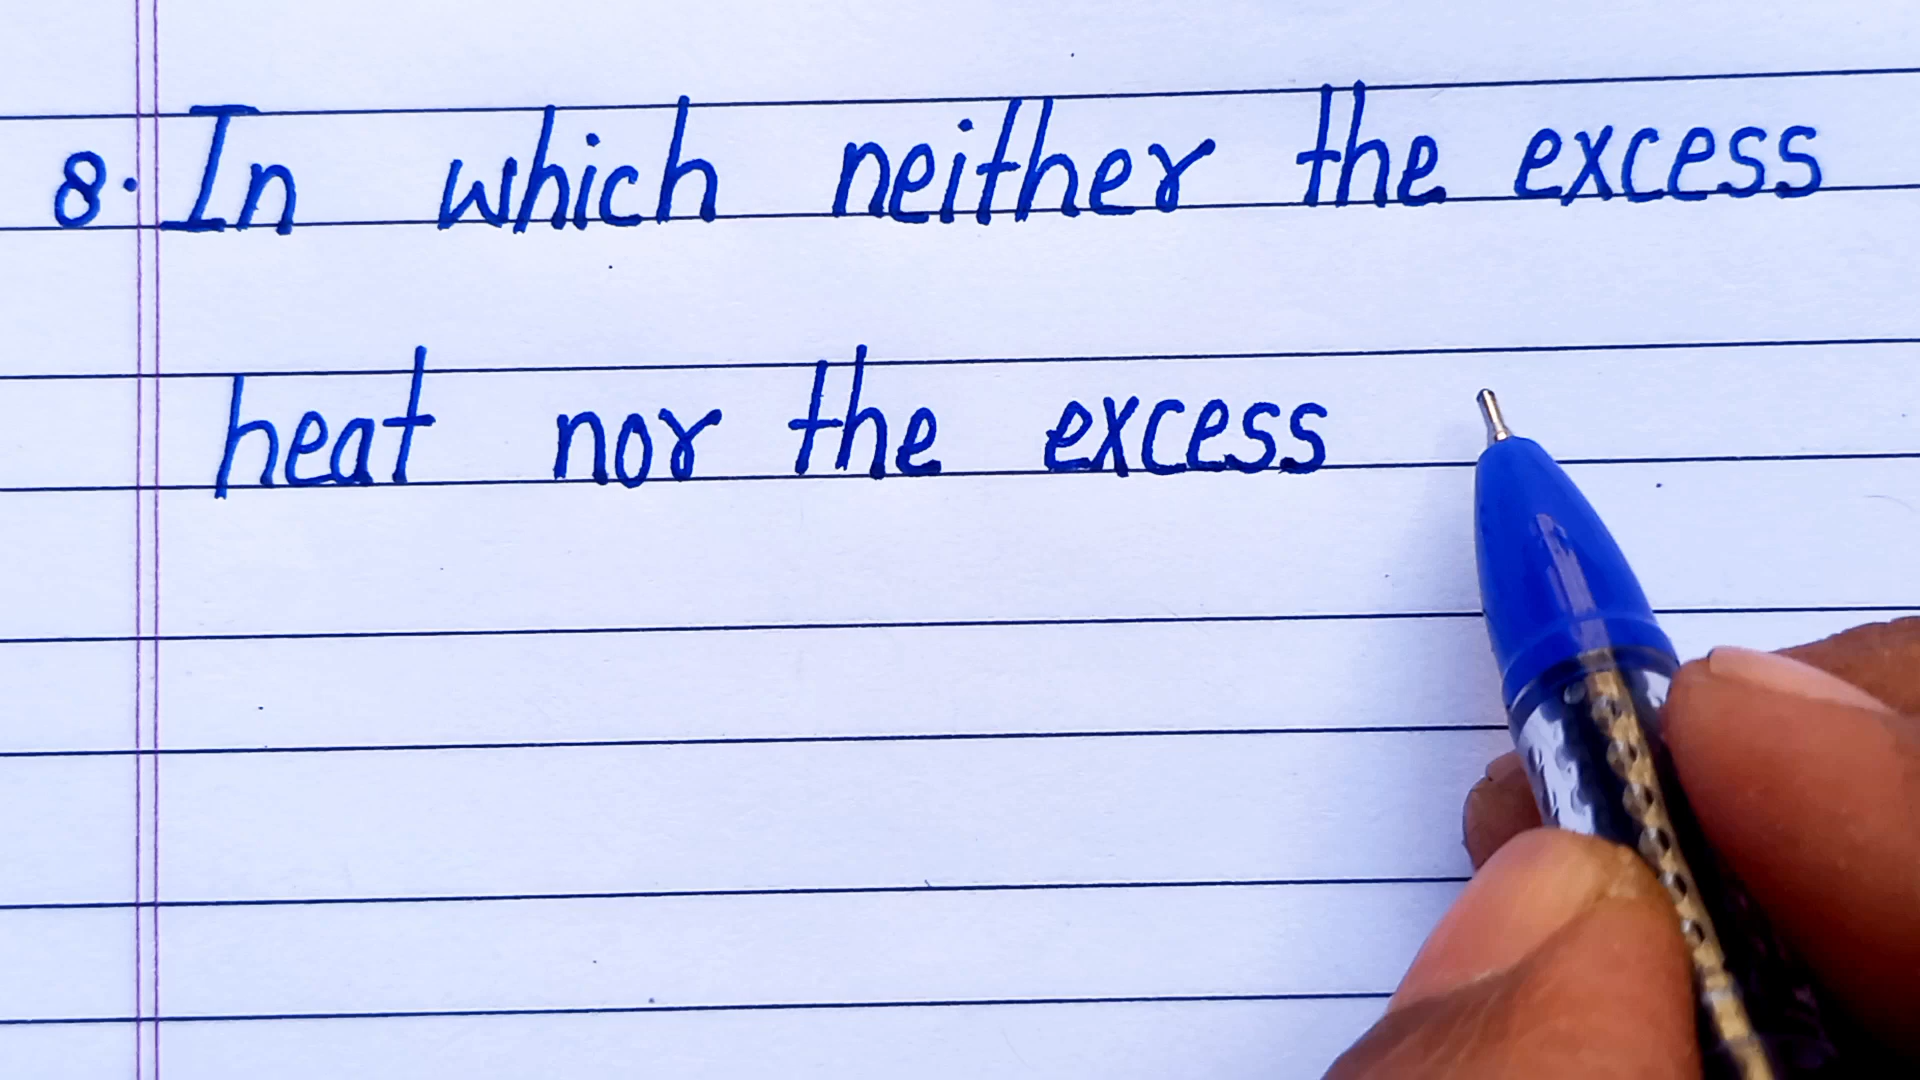 8. In which neither the excess
heat nor the excess